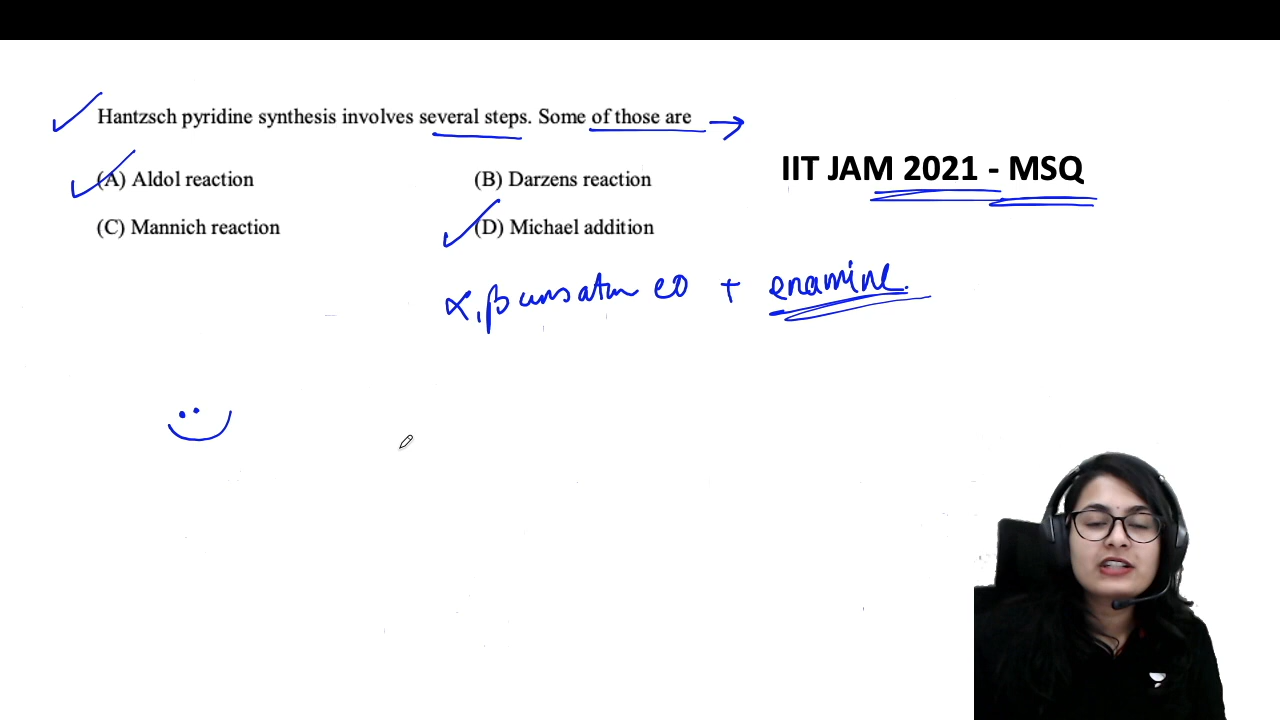 Hantzsch pyridine synthesis involves several steps. Some of those are
(A) Aldol reaction
(B) Darzens reaction
(C) Mannich reaction
(D) Michael addition
IIT JAM 2021 - MSQ
α, β unsatun co + enamine.